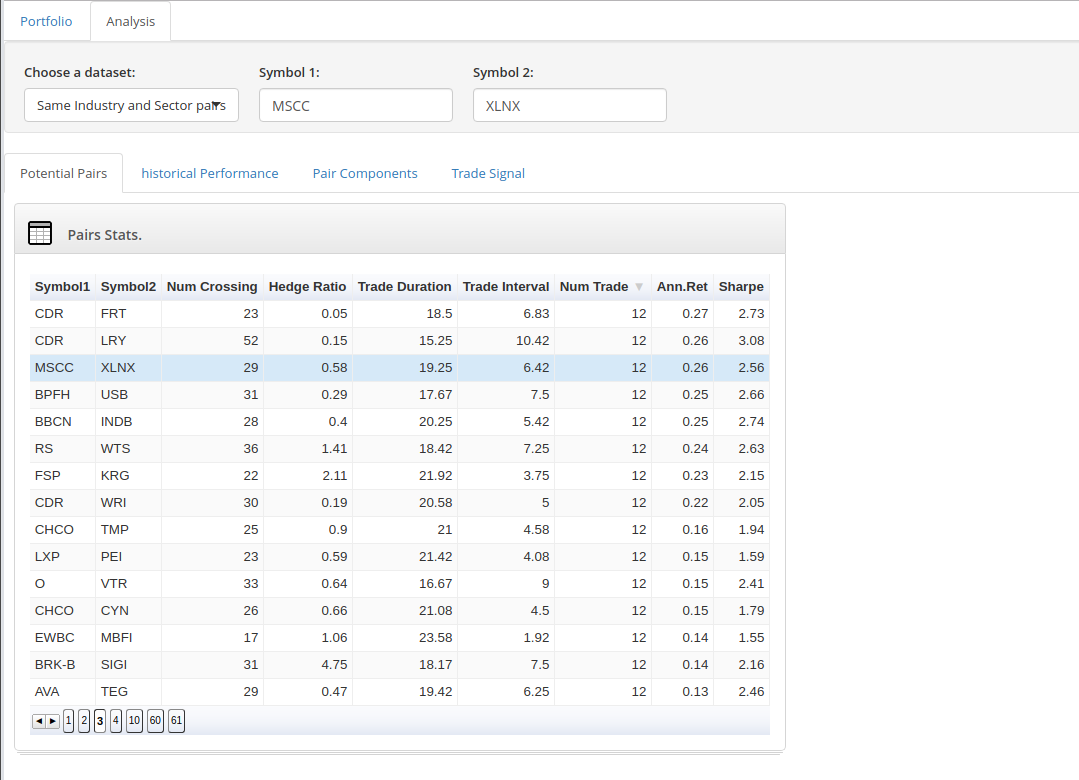 Portfolio Analysis
Choose a dataset: Symbol 1: Symbol 2:
Same Industry and Sector pairs MSCC XLNX
Potential Pairs historical Performance Pair Components Trade Signal
Pairs Stats.
Symbol1 Symbol2 Num Crossing Hedge Ratio Trade Duration Trade Interval Num Trade Ann.Ret Sharpe
CDR FRT 23 0.05 18.5 6.83 12 0.27 2.73
CDR LRY 52 0.15 15.25 10.42 12 0.26 3.08
MSCC XLNX 29 0.58 19.25 6.42 12 0.26 2.56
BPFH USB 31 0.29 17.67 7.5 12 0.25 2.66
BBCN INDB 28 0.4 20.25 5.42 12 0.25 2.74
RS WTS 36 1.41 18.42 7.25 12 0.24 2.63
FSP KRG 22 2.11 21.92 3.75 12 0.23 2.15
CDR WRI 30 0.19 20.58 5 12 0.22 2.05
CHCO TMP 25 0.9 21 4.58 12 0.16 1.94
LXP PEI 23 0.59 21.42 4.08 12 0.15 1.59
O VTR 33 0.64 16.67 9 12 0.15 2.41
CHCO CYN 26 0.66 21.08 4.5 12 0.15 1.79
EWBC MBFI 17 1.06 23.58 1.92 12 0.14 1.55
BRK-B SIGI 31 4.75 18.17 7.5 12 0.14 2.16
AVA TEG 29 0.47 19.42 6.25 12 0.13 2.46
1 2 3 4 10 60 61